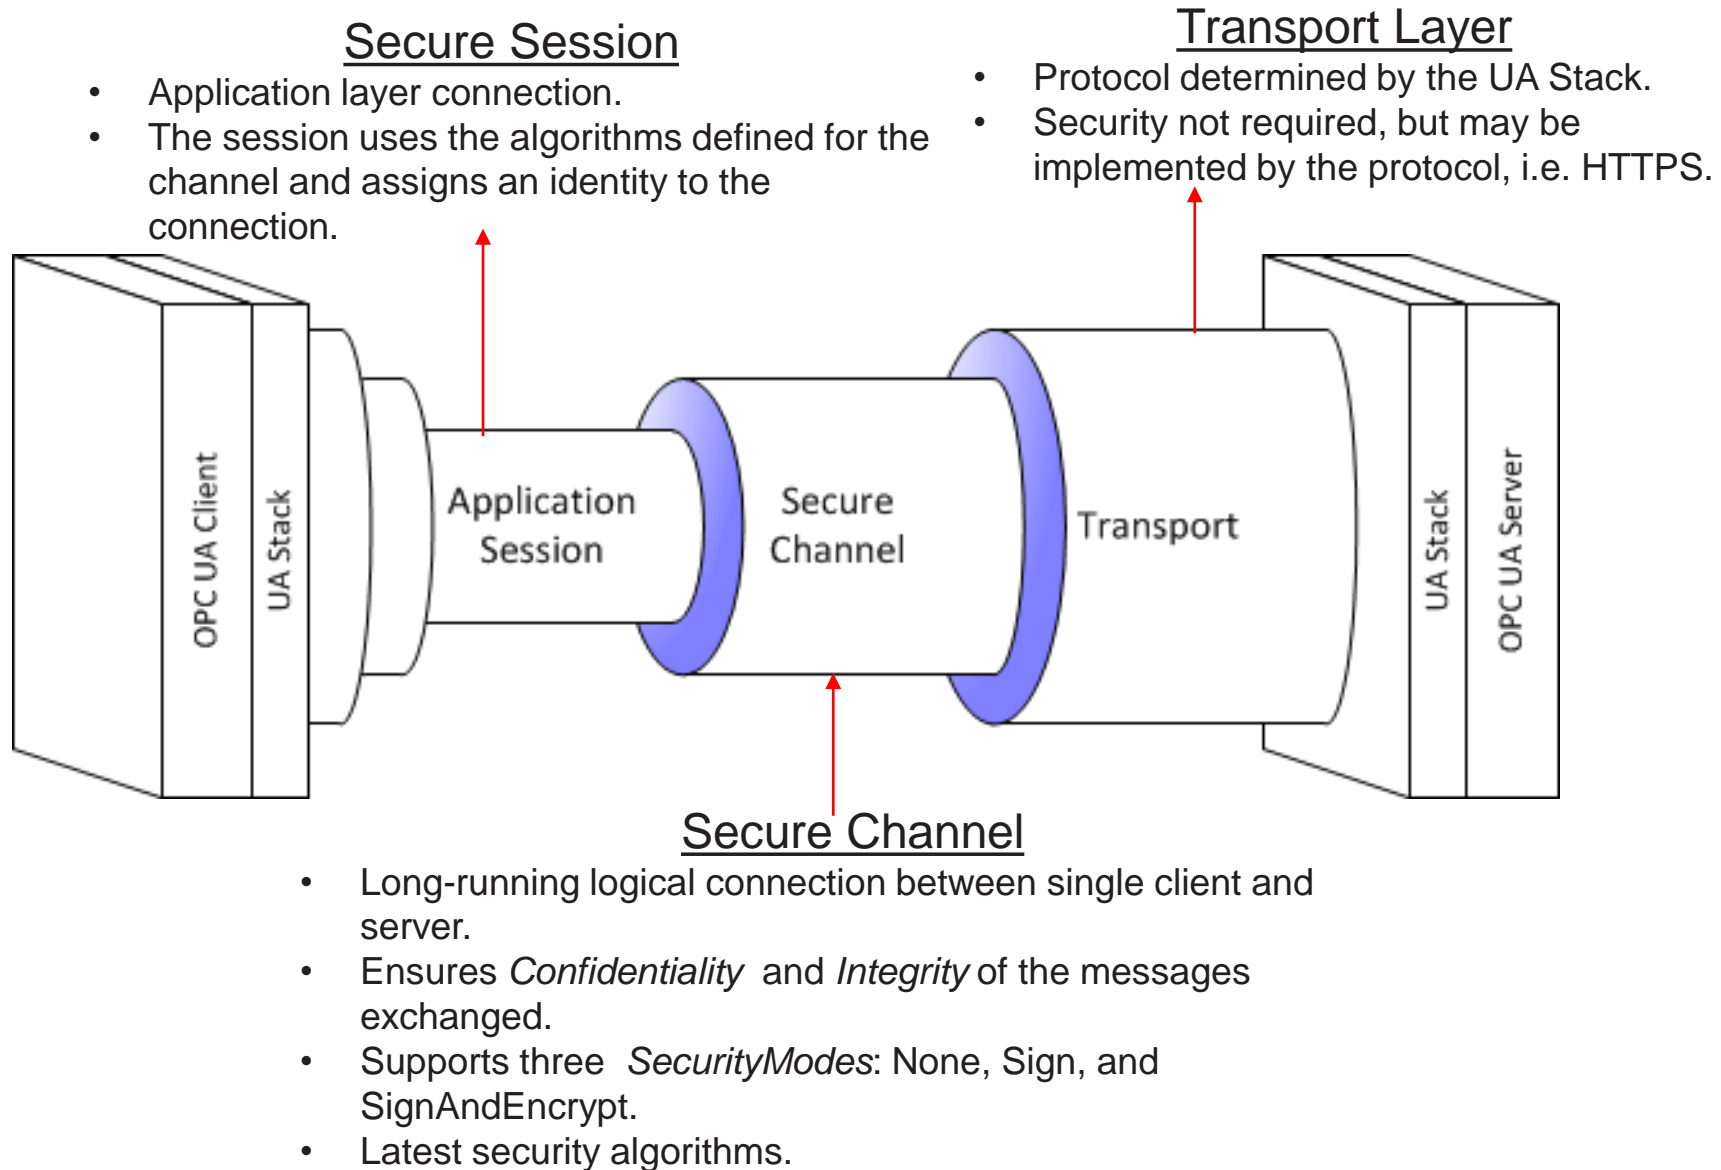 Secure Session
• Application layer connection.
• The session uses the algorithms defined for the
channel and assigns an identity to the
connection.
Transport Layer
• Protocol determined by the UA Stack.
• Security not required, but may be
implemented by the protocol, i.e. HTTPS.
OPC UA Client
UA Stack
Application
Session
Secure
Channel
Transport
UA Stack
OPC UA Server
Secure Channel
• Long-running logical connection between single client and
server.
• Ensures Confidentiality and Integrity of the messages
exchanged.
• Supports three SecurityModes: None, Sign, and
SignAndEncrypt.
• Latest security algorithms.